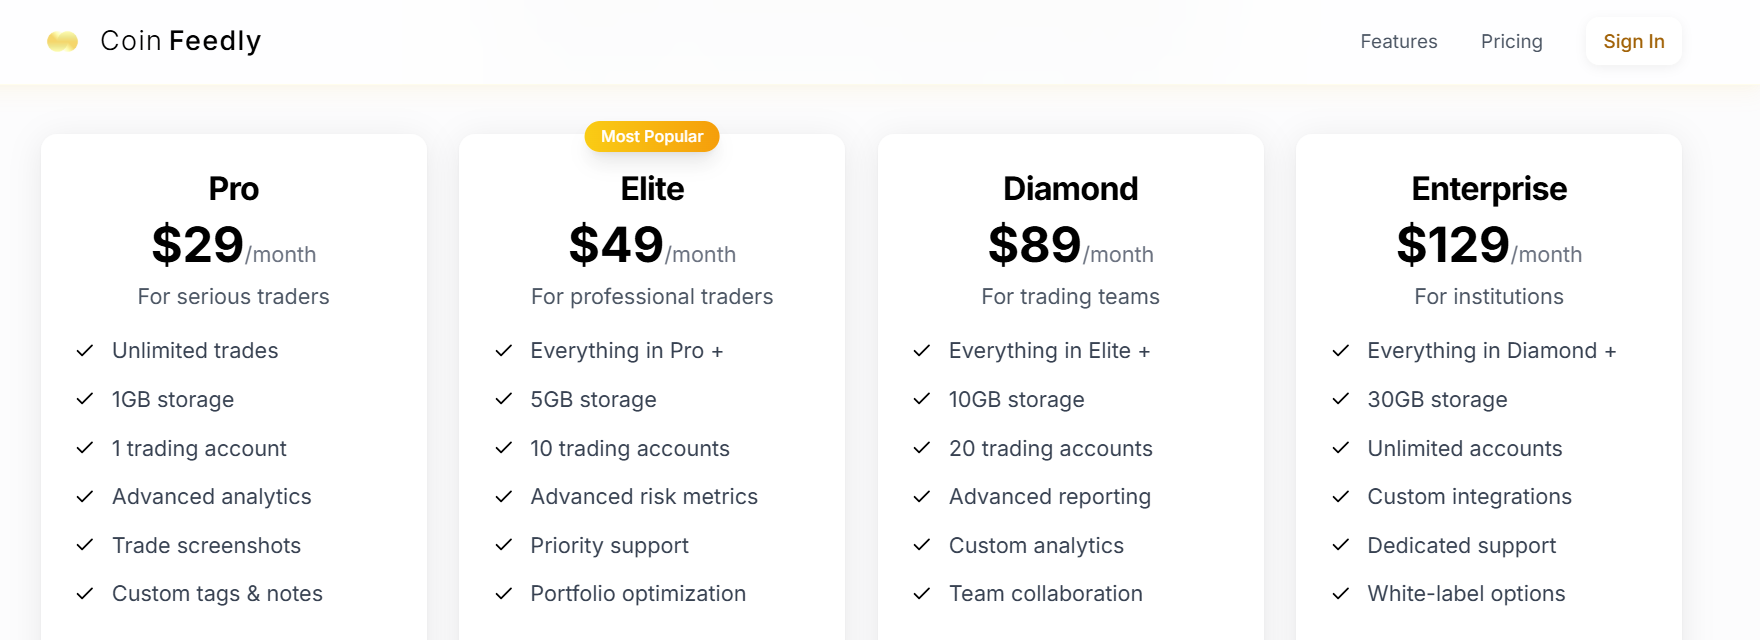 Coin Feedly
Features
Pricing
Sign In
Pro
$29/month
For serious traders
Unlimited trades
1GB storage
1 trading account
Advanced analytics
Trade screenshots
Custom tags & notes
Most Popular
Elite
$49/month
For professional traders
Everything in Pro +
5GB storage
10 trading accounts
Advanced risk metrics
Priority support
Portfolio optimization
Diamond
$89/month
For trading teams
Everything in Elite +
10GB storage
20 trading accounts
Advanced reporting
Custom analytics
Team collaboration
Enterprise
$129/month
For institutions
Everything in Diamond +
30GB storage
Unlimited accounts
Custom integrations
Dedicated support
White-label options